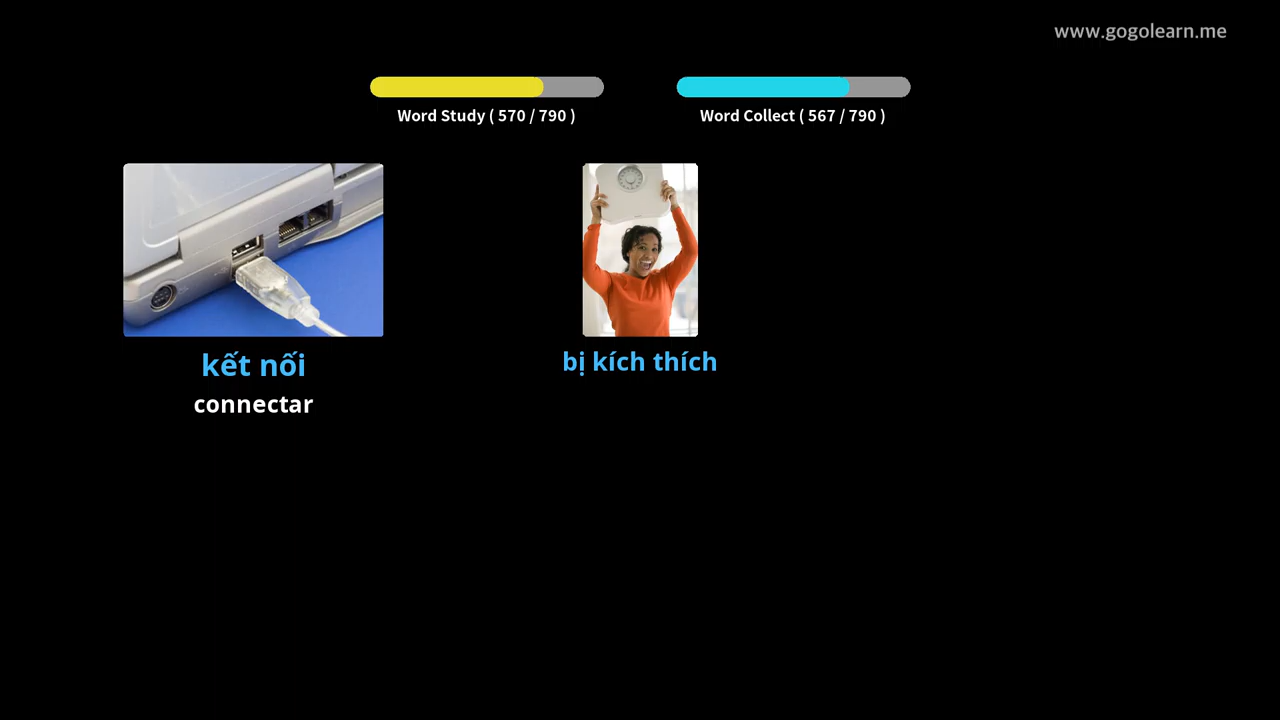 www.gogolearn.me
Word Study ( 570 / 790 )
Word Collect ( 567 / 790 )
kết nối
connectar
bị kích thích